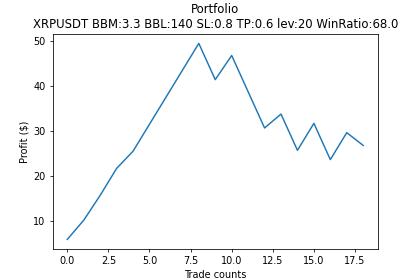 Portfolio
XRPUSDT BBM:3.3 BBL:140 SL:0.8 TP:0.6 lev:20 WinRatio:68.0
Profit ($)
50
40
30
20
10
0.0 2.5 5.0 7.5 10.0 12.5 15.0 17.5
Trade counts